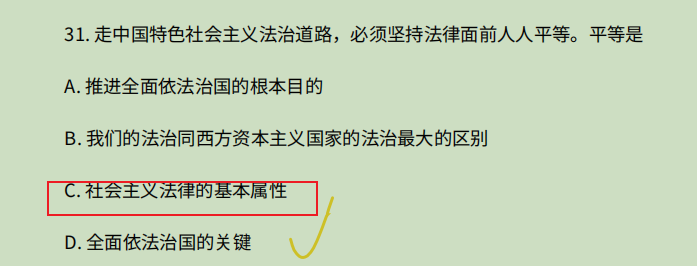 31. 走中国特色社会主义法治道路，必须坚持法律面前人人平等。平等是
A. 推进全面依法治国的根本目的
B. 我们的法治同西方资本主义国家的法治最大的区别
C. 社会主义法律的基本属性
D. 全面依法治国的关键